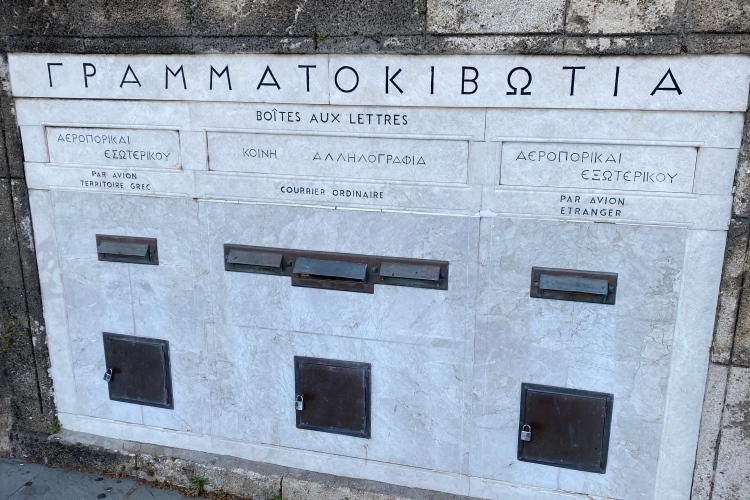 ΓΡΑΜΜΑΤΟΚΙΒΩΤΙΑ
BOÎTES AUX LETTRES
ΑΕΡΟΠΟΡΙΚΑΙ
ΕΣΩΤΕΡΙΚΟΥ
PAR AVION
TERRITOIRE GREC
ΚΟΙΝΗ ΑΛΛΗΛΟΓΡΑΦΙΑ
COURRIER ORDINAIRE
ΑΕΡΟΠΟΡΙΚΑΙ
ΕΞΩΤΕΡΙΚΟΥ
PAR AVION
ETRANGER